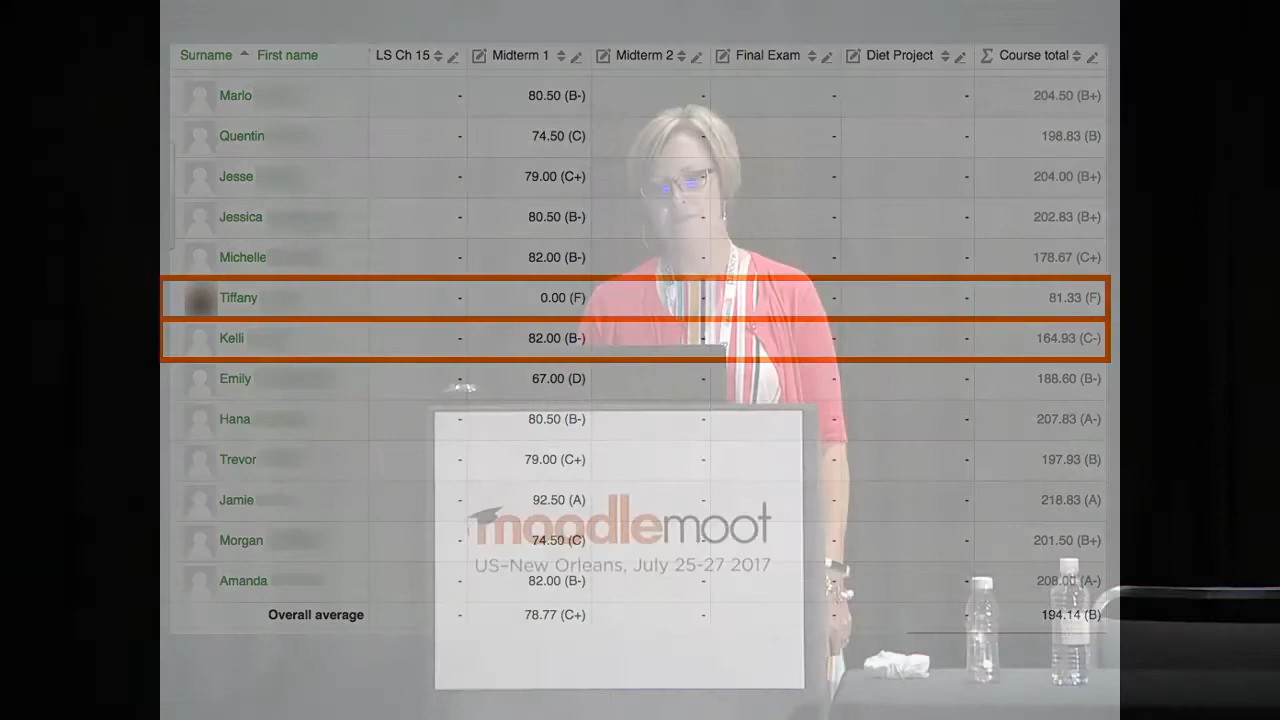 Surname First name LS Ch 15 Midterm 1 Midterm 2 Final Exam Diet Project Σ Course total
Marlo - 80.50 (B-) - - - 204.50 (B+)
Quentin - 74.50 (C) - - - 198.83 (B)
Jesse - 79.00 (C+) - - - 204.00 (B+)
Jessica - 80.50 (B-) - - - 202.83 (B+)
Michelle - 82.00 (B-) - - - 178.67 (C+)
Tiffany - 0.00 (F) - - - 81.33 (F)
Kelli - 82.00 (B-) - - - 164.93 (C-)
Emily - 67.00 (D) - - - 188.60 (B-)
Hana - 80.50 (B-) - - - 207.83 (A-)
Trevor - 79.00 (C+) - - - 197.93 (B)
Jamie - 92.50 (A) - - - 218.83 (A)
Morgan - 74.50 (C) - - - 201.50 (B+)
Amanda - 82.00 (B-) - - - 208.00 (A-)
Overall average - 78.77 (C+) - - - 194.14 (B)
moodlemoot
US–New Orleans, July 25-27 2017